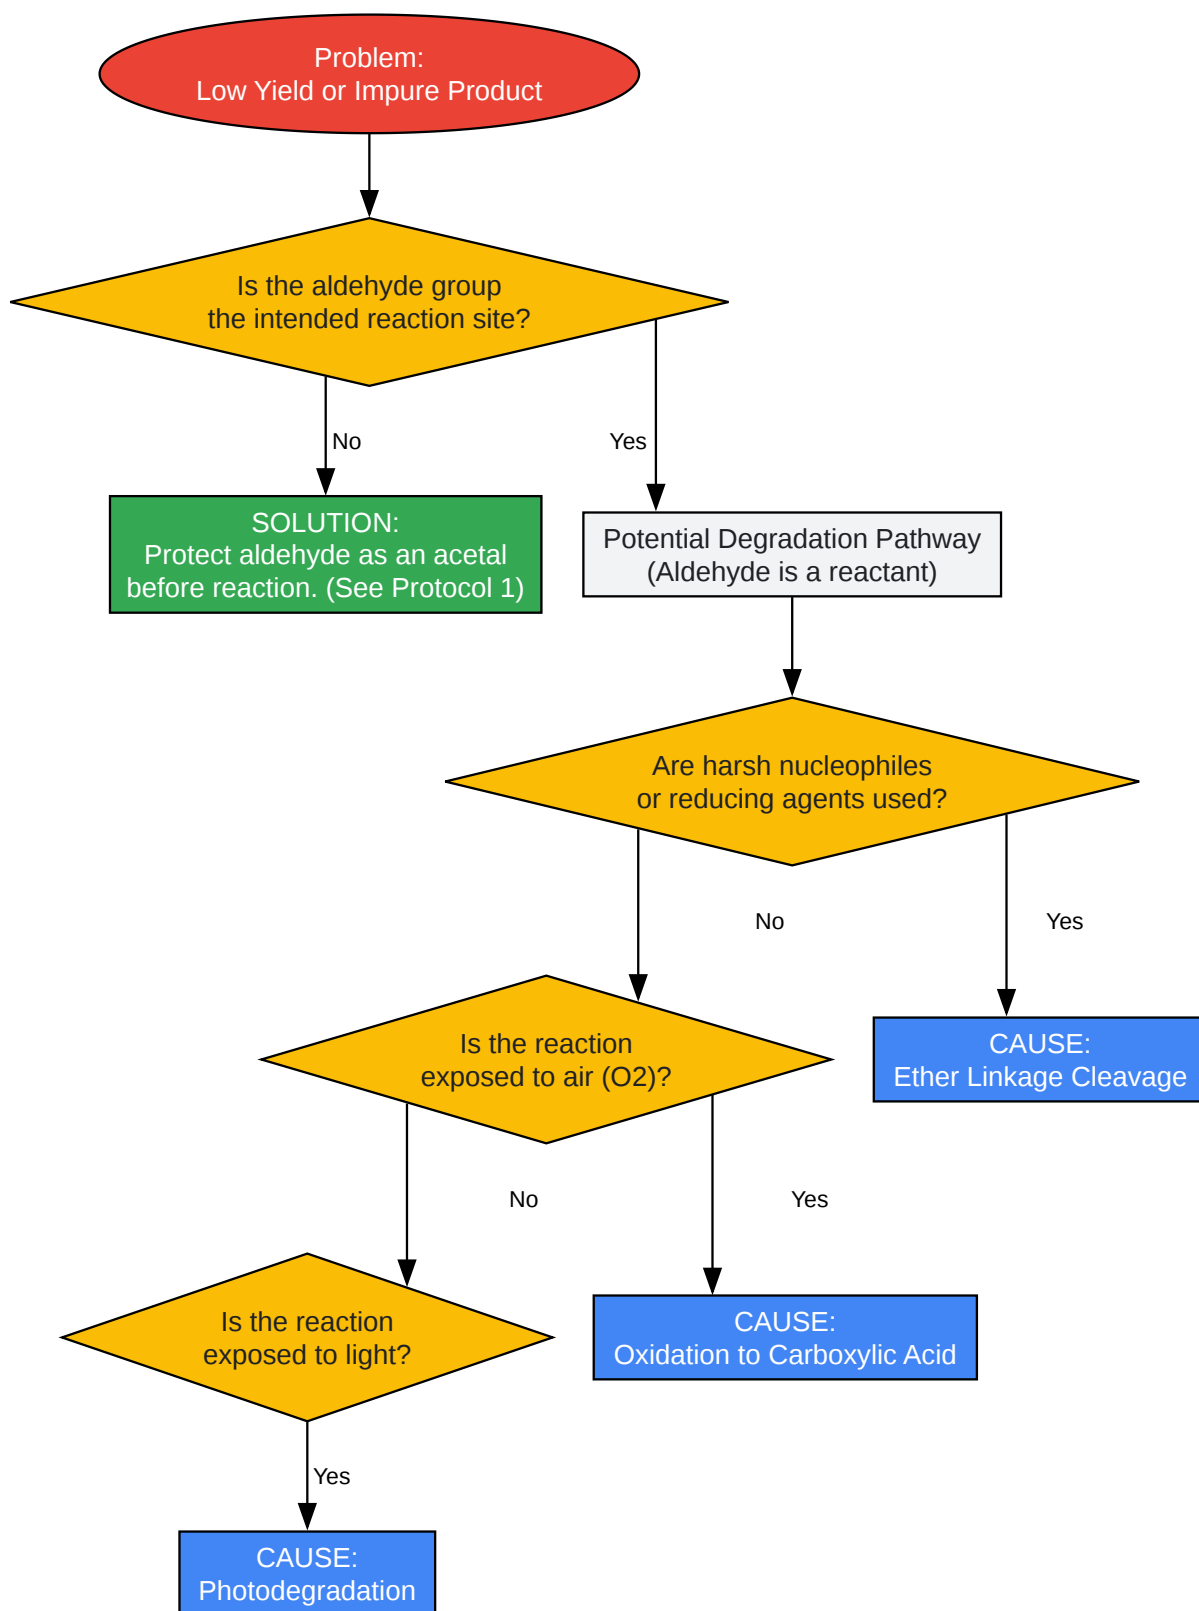 Problem:
Low Yield or Impure Product
Is the aldehyde group
the intended reaction site?
No
Yes
SOLUTION:
Protect aldehyde as an acetal
before reaction. (See Protocol 1)
Potential Degradation Pathway
(Aldehyde is a reactant)
Are harsh nucleophiles
or reducing agents used?
No
Yes
Is the reaction
exposed to air (O2)?
CAUSE:
Ether Linkage Cleavage
No
Yes
Is the reaction
exposed to light?
CAUSE:
Oxidation to Carboxylic Acid
Yes
CAUSE:
Photodegradation